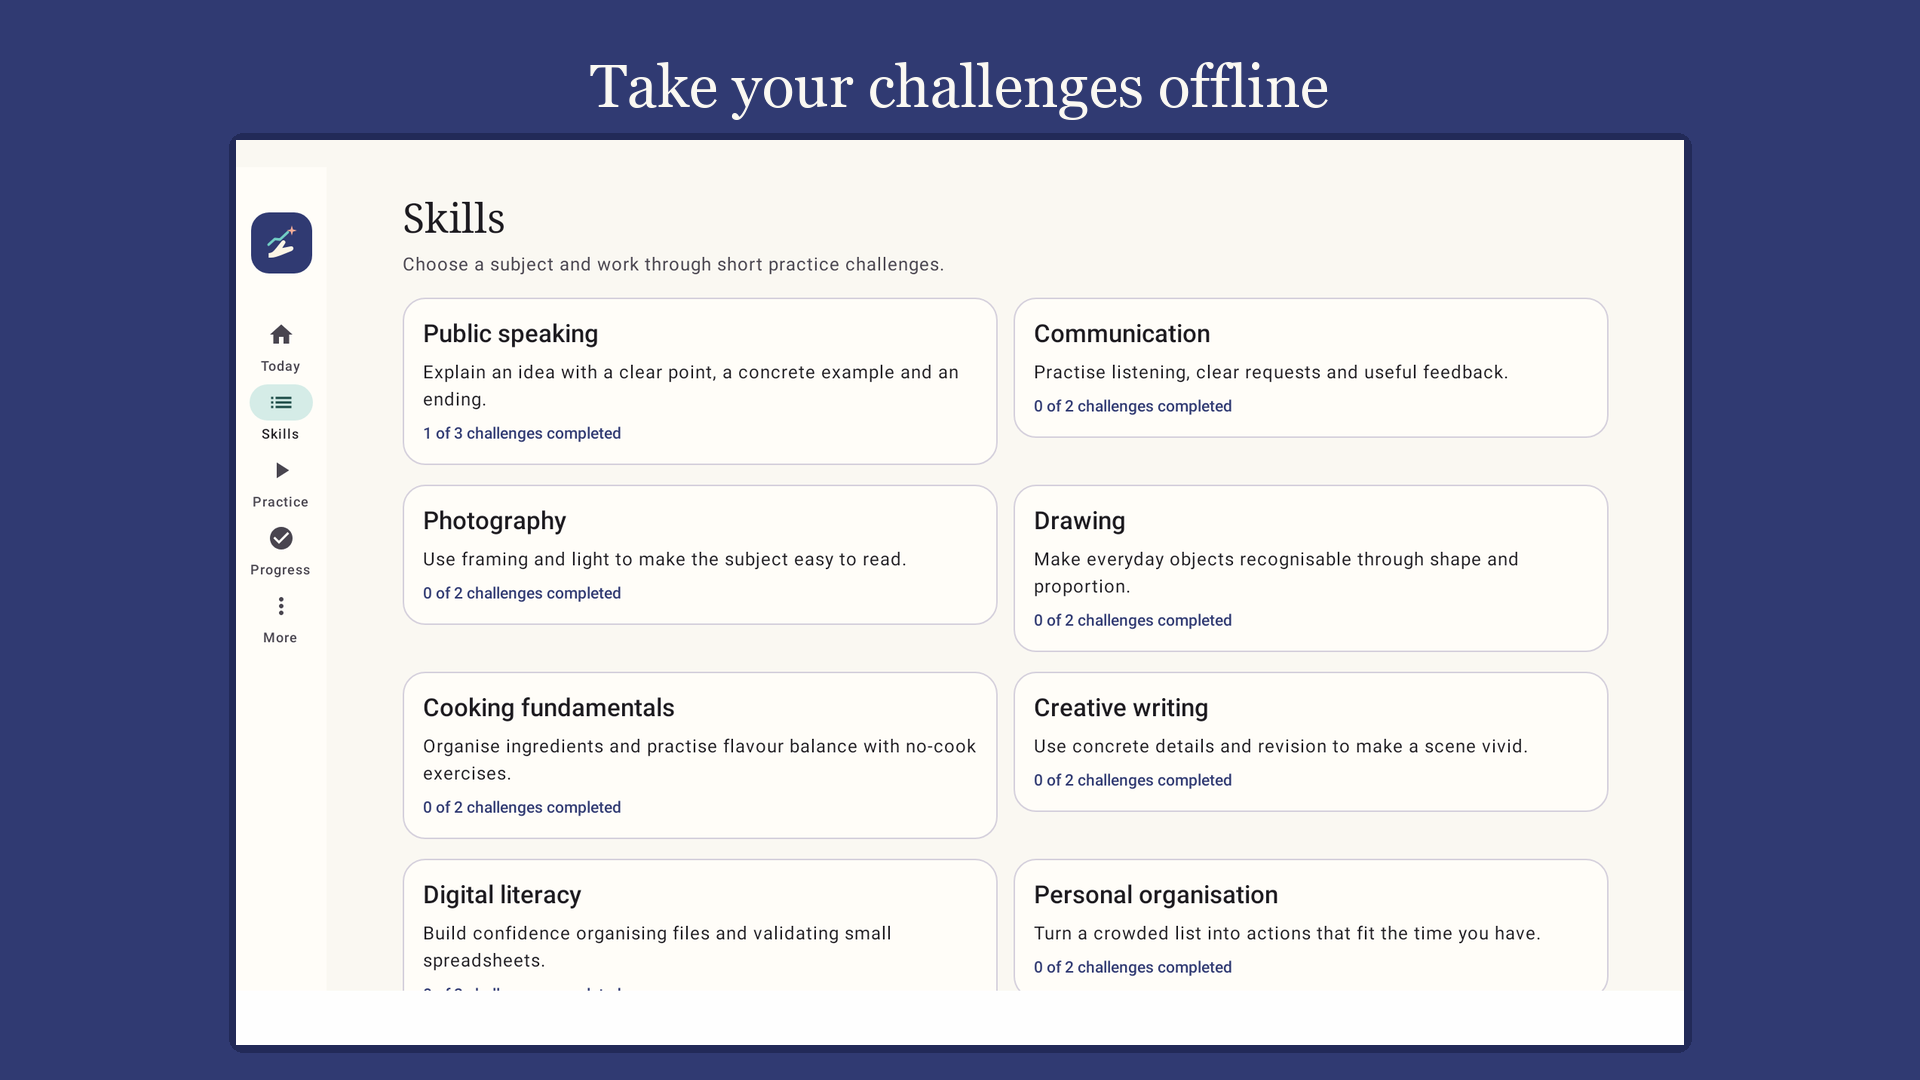 Take your challenges offline
Skills
Choose a subject and work through short practice challenges.
Today
Skills
Practice
Progress
More
Public speaking
Explain an idea with a clear point, a concrete example and an
ending.
1 of 3 challenges completed
Communication
Practise listening, clear requests and useful feedback.
0 of 2 challenges completed
Photography
Use framing and light to make the subject easy to read.
0 of 2 challenges completed
Drawing
Make everyday objects recognisable through shape and
proportion.
0 of 2 challenges completed
Cooking fundamentals
Organise ingredients and practise flavour balance with no-cook
exercises.
0 of 2 challenges completed
Creative writing
Use concrete details and revision to make a scene vivid.
0 of 2 challenges completed
Digital literacy
Build confidence organising files and validating small
spreadsheets.
Personal organisation
Turn a crowded list into actions that fit the time you have.
0 of 2 challenges completed